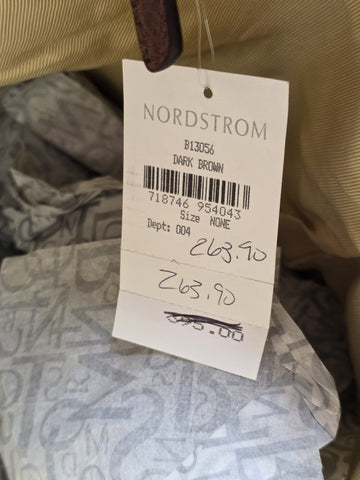 NORDSTROM
B13056
DARK BROWN
718746 954043
Size NONE
Dept: 004
263.90
263.90